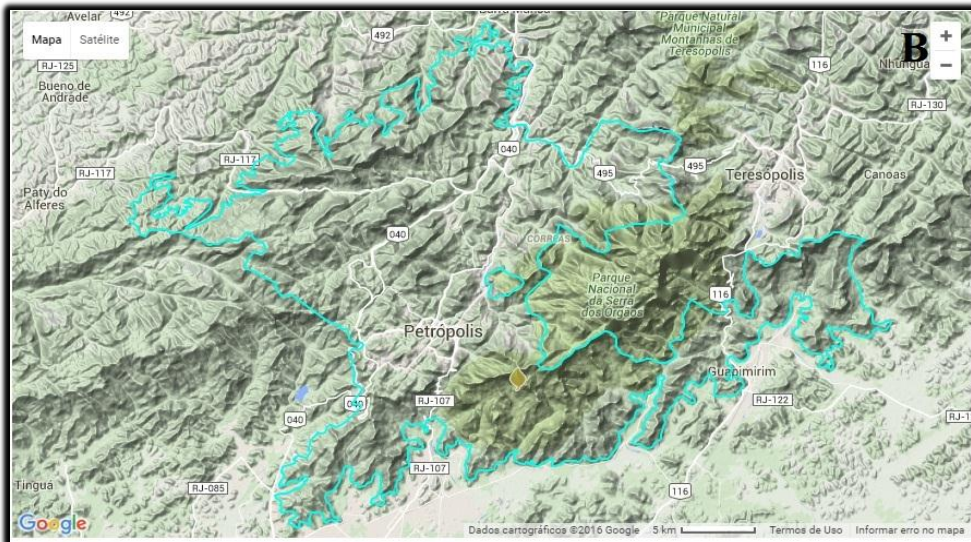 Avelar
492
Parque Natural
Municipal
Montanhas de
Teresópolis
Mapa Satélite
492
B
+
−
RJ-125
116
Bueno de
Andrade
RJ-130
RJ-117
RJ-117
040
495
495
Teresópolis
Canoas
Paty do
Alferes
040
Parque
Nacional
da Serra
dos Órgãos
116
Petrópolis
Guapimirim
RJ-107
RJ-122
040
040
RJ-107
Tinguá
RJ-085
116
Google
Dados cartográficos ©2016 Google 5 km Termos de Uso Informar erro no mapa